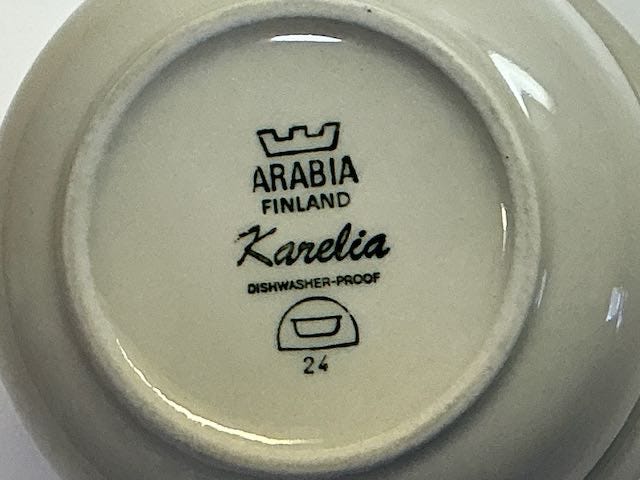 ARABIA
FINLAND
Karelia
DISHWASHER-PROOF
24